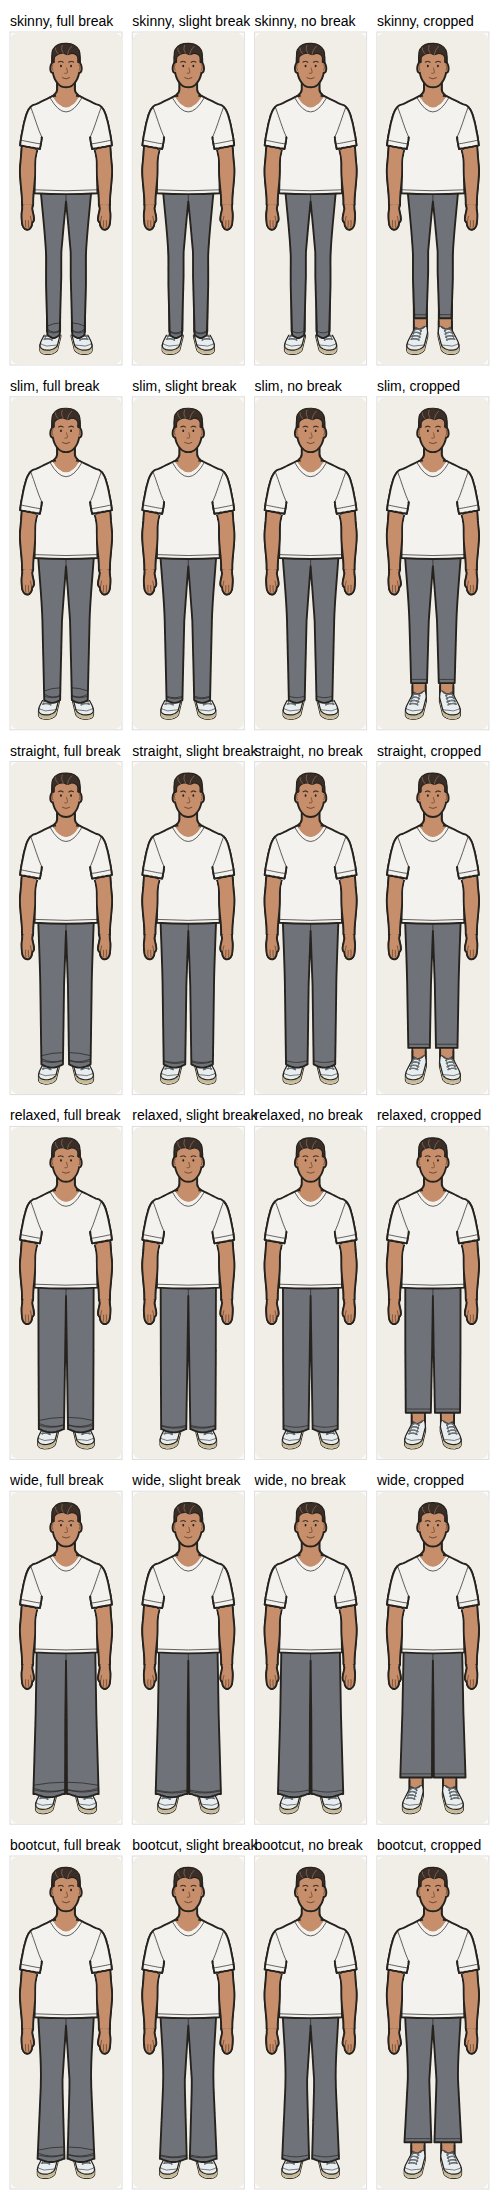 skinny, full break
skinny, slight break
skinny, no break
skinny, cropped
slim, full break
slim, slight break
slim, no break
slim, cropped
straight, full break
straight, slight break
straight, no break
straight, cropped
relaxed, full break
relaxed, slight break
relaxed, no break
relaxed, cropped
wide, full break
wide, slight break
wide, no break
wide, cropped
bootcut, full break
bootcut, slight break
bootcut, no break
bootcut, cropped